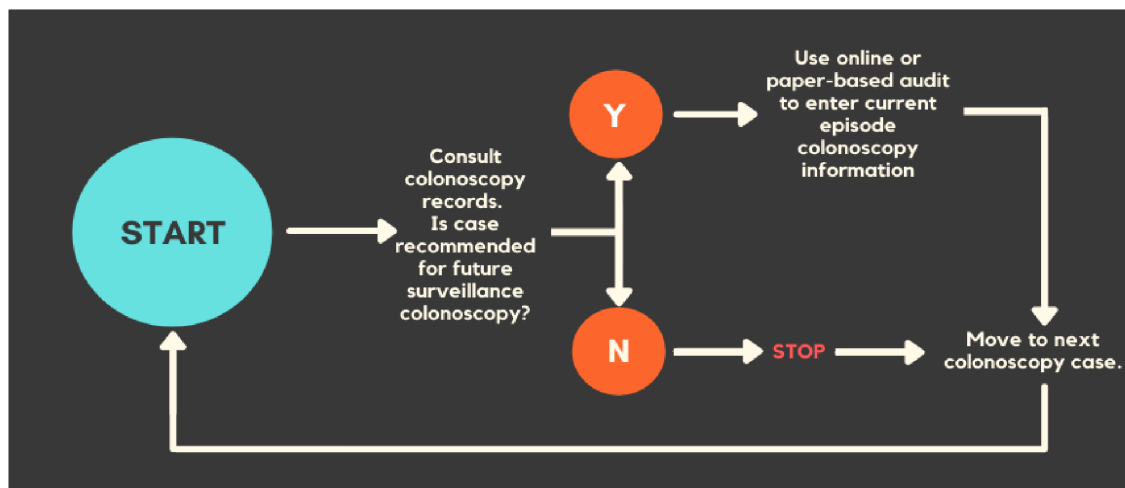 START
Consult
colonoscopy
records.
Is case
recommended
for future
surveillance
colonoscopy?
Y
Use online or
paper-based audit
to enter current
episode
colonoscopy
information
N
STOP
Move to next
colonoscopy case.